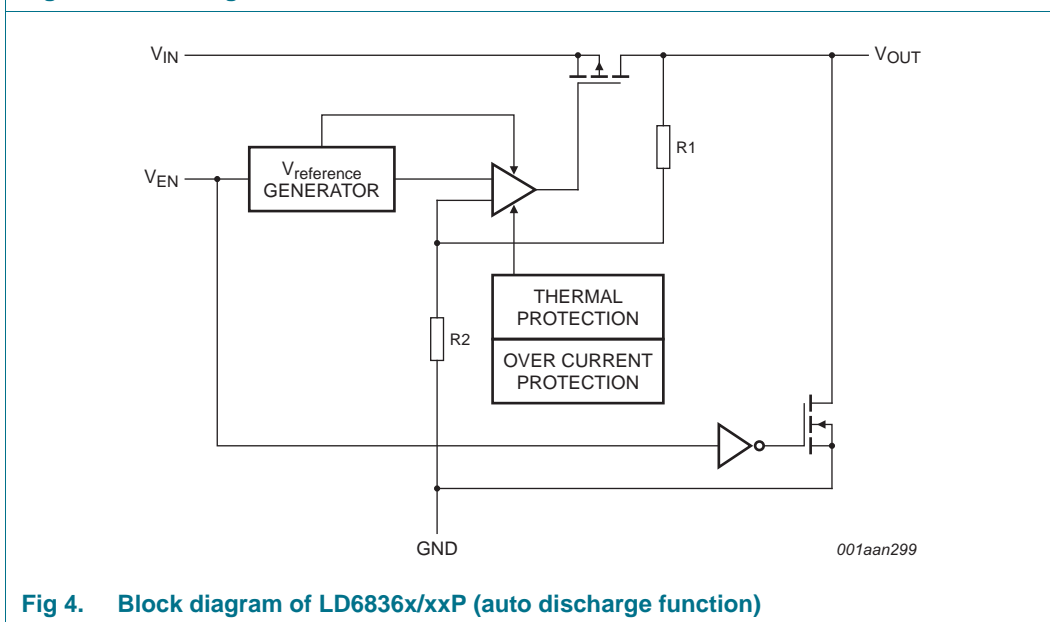 VIN
VOUT
R1
Vreference
GENERATOR
VEN
THERMAL
PROTECTION
R2
OVER CURRENT
PROTECTION
GND
001aan299
Fig 4. Block diagram of LD6836x/xxP (auto discharge function)